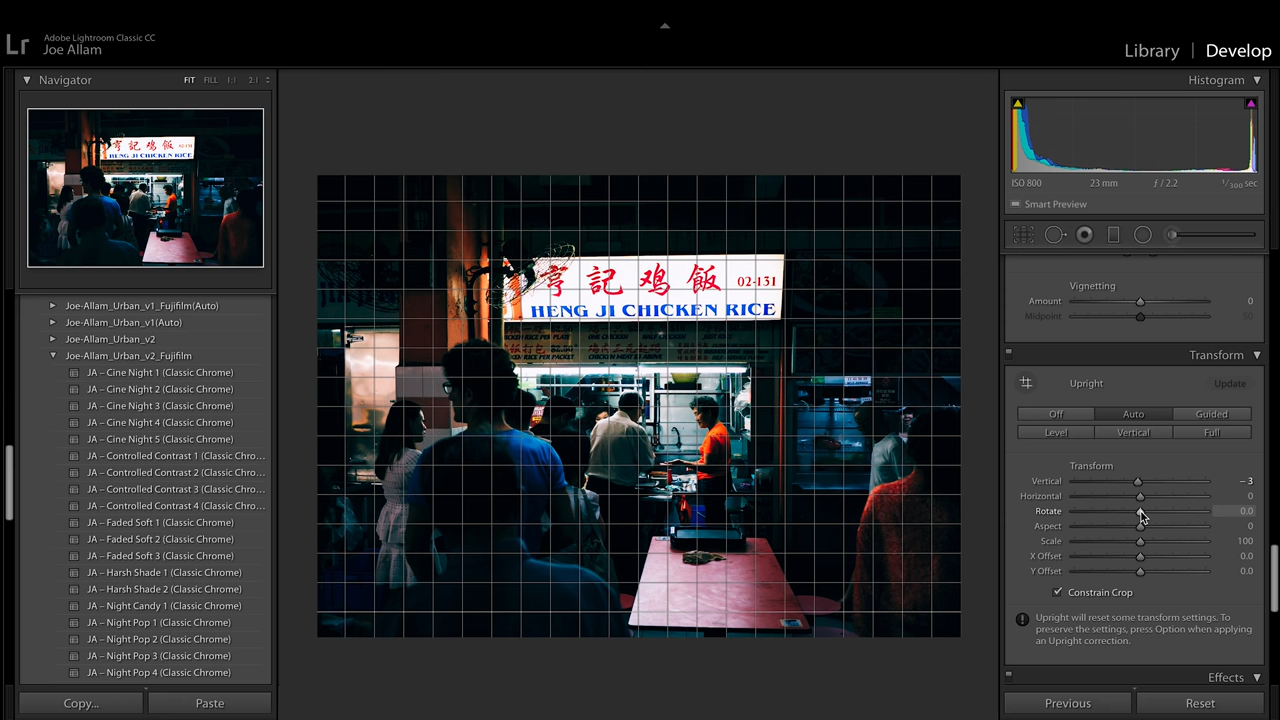 Adobe Lightroom Classic CC
Lr
Joe Allam
Library | Develop
Navigator
FIT FILL 1:1 2:1
Joe-Allam_Urban_v1_Fujifilm(Auto)
Joe-Allam_Urban_v1(Auto)
Joe-Allam_Urban_v2
Joe-Allam_Urban_v2_Fujifilm
JA – Cine Night 1 (Classic Chrome)
JA – Cine Night 2 (Classic Chrome)
JA – Cine Night 3 (Classic Chrome)
JA – Cine Night 4 (Classic Chrome)
JA – Cine Night 5 (Classic Chrome)
JA – Controlled Contrast 1 (Classic Chro...
JA – Controlled Contrast 2 (Classic Chro...
JA – Controlled Contrast 3 (Classic Chro...
JA – Controlled Contrast 4 (Classic Chro...
JA – Faded Soft 1 (Classic Chrome)
JA – Faded Soft 2 (Classic Chrome)
JA – Faded Soft 3 (Classic Chrome)
JA – Harsh Shade 1 (Classic Chrome)
JA – Harsh Shade 2 (Classic Chrome)
JA – Night Candy 1 (Classic Chrome)
JA – Night Pop 1 (Classic Chrome)
JA – Night Pop 2 (Classic Chrome)
JA – Night Pop 3 (Classic Chrome)
JA – Night Pop 4 (Classic Chrome)
Copy...
Paste
亨記鸡飯 02-131
HENG JI CHICKEN RICE
Histogram
ISO 800 23 mm ƒ / 2.2 1/300 sec
Smart Preview
Vignetting
Amount 0
Midpoint 50
Transform
Upright Update
Off Auto Guided
Level Vertical Full
Transform
Vertical – 3
Horizontal 0
Rotate 0.0
Aspect 0
Scale 100
X Offset 0.0
Y Offset 0.0
Constrain Crop
Upright will reset some transform settings. To
preserve the settings, press Option when applying
an Upright correction.
Effects
Previous
Reset